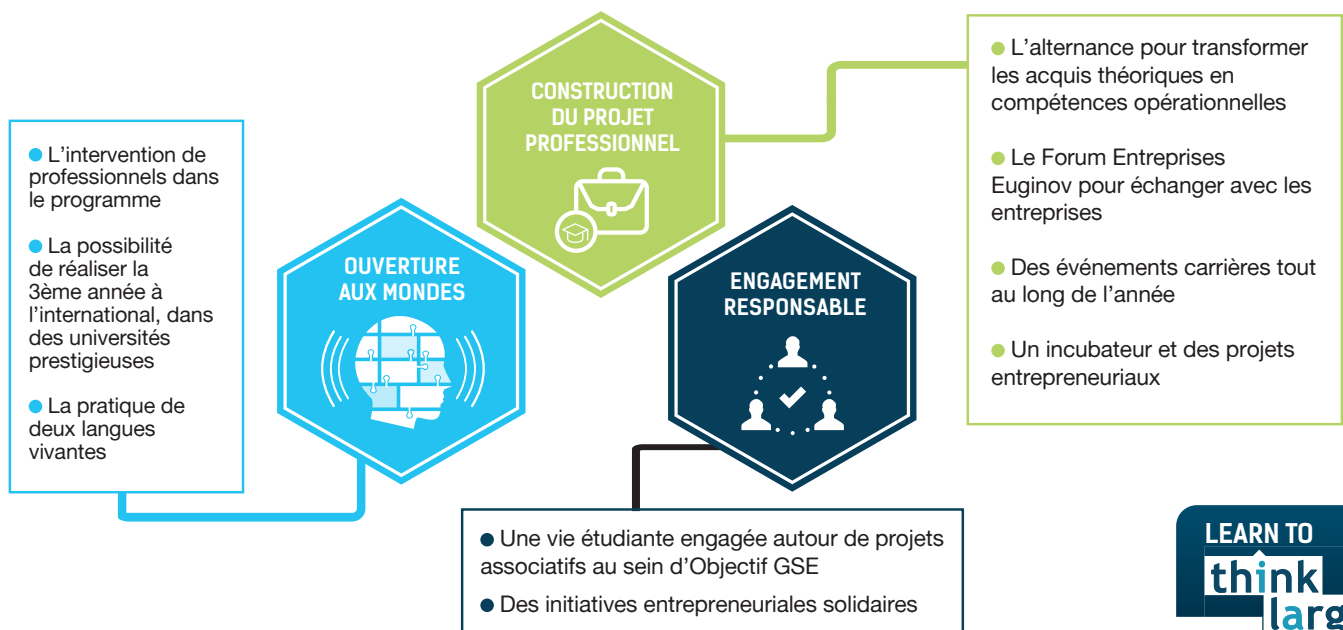 CONSTRUCTION
DU PROJET
PROFESSIONNEL
● L'alternance pour transformer
les acquis théoriques en
compétences opérationnelles
● Le Forum Entreprises
Euginov pour échanger avec les
entreprises
● Des événements carrières tout
au long de l'année
● Un incubateur et des projets
entrepreneuriaux
OUVERTURE
AUX MONDES
● L'intervention de
professionnels dans
le programme
● La possibilité
de réaliser la
3ème année à
l'international, dans
des universités
prestigieuses
● La pratique de
deux langues
vivantes
ENGAGEMENT
RESPONSABLE
● Une vie étudiante engagée autour de projets
associatifs au sein d'Objectif GSE
● Des initiatives entrepreneuriales solidaires
LEARN TO
think
larg